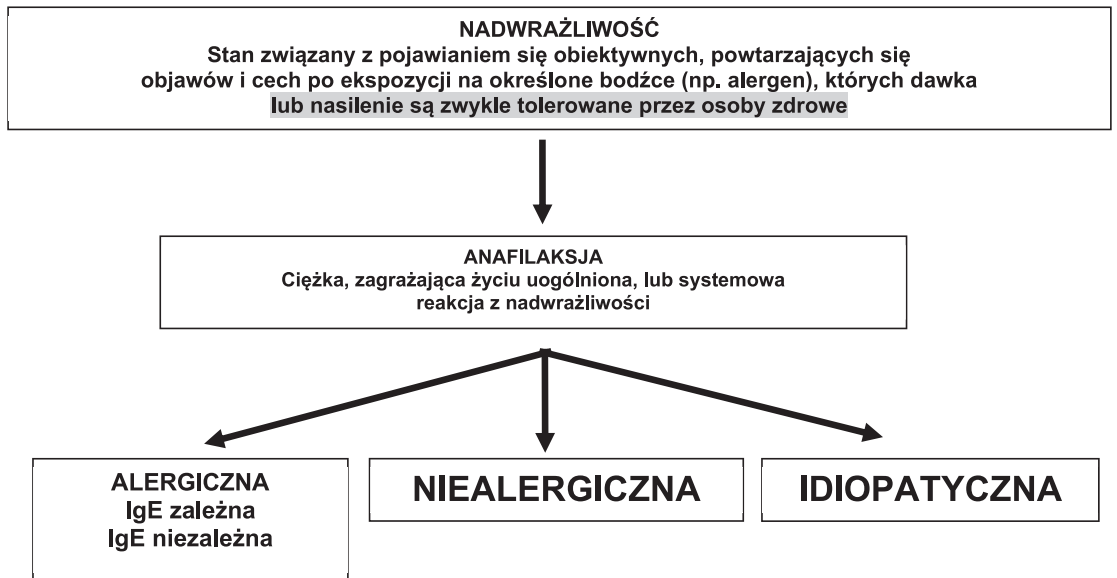 NADWRAŻLIWOŚĆ
Stan związany z pojawianiem się obiektywnych, powtarzających się
objawów i cech po ekspozycji na określone bodźce (np. alergen), których dawka
lub nasilenie są zwykle tolerowane przez osoby zdrowe
ANAFILAKSJA
Ciężka, zagrażająca życiu uogólniona, lub systemowa
reakcja z nadwrażliwości
ALERGICZNA
IgE zależna
IgE niezależna
NIEALERGICZNA
IDIOPATYCZNA